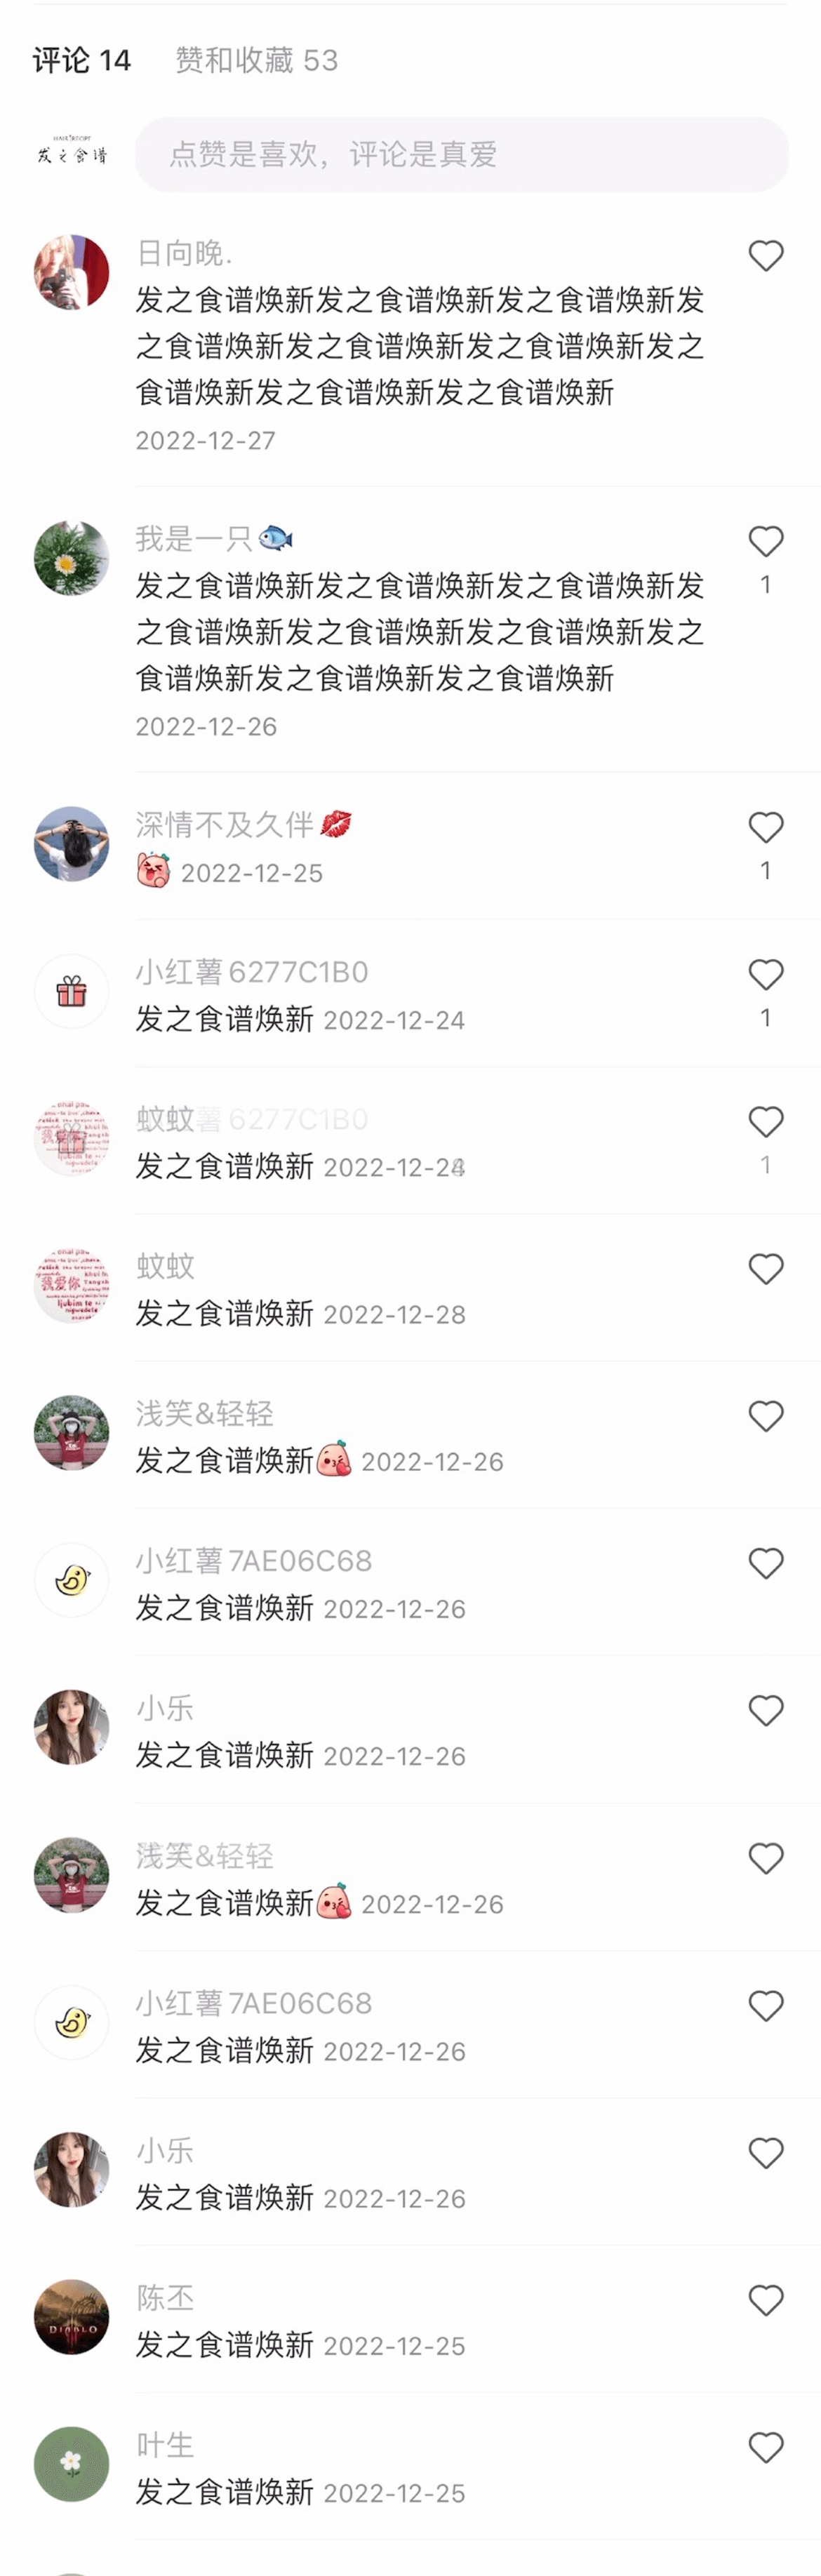 评论 14 赞和收藏 53
HAIR RECIPE
发之食谱
点赞是喜欢，评论是真爱
日向晚.
发之食谱焕新发之食谱焕新发之食谱焕新发
之食谱焕新发之食谱焕新发之食谱焕新发之
食谱焕新发之食谱焕新发之食谱焕新
2022-12-27
我是一只🐟
1
发之食谱焕新发之食谱焕新发之食谱焕新发
之食谱焕新发之食谱焕新发之食谱焕新发之
食谱焕新发之食谱焕新发之食谱焕新
2022-12-26
深情不及久伴💋
2022-12-25
1
小红薯6277C1B0
发之食谱焕新 2022-12-24
1
蚊蚊薯6277C1B0
发之食谱焕新 2022-12-24
1
蚊蚊
我爱你
ljubim te
发之食谱焕新 2022-12-28
浅笑&轻轻
发之食谱焕新 2022-12-26
小红薯7AE06C68
发之食谱焕新 2022-12-26
小乐
发之食谱焕新 2022-12-26
浅笑&轻轻
发之食谱焕新 2022-12-26
小红薯7AE06C68
发之食谱焕新 2022-12-26
小乐
发之食谱焕新 2022-12-26
陈丕
DIABLO
发之食谱焕新 2022-12-25
叶生
发之食谱焕新 2022-12-25